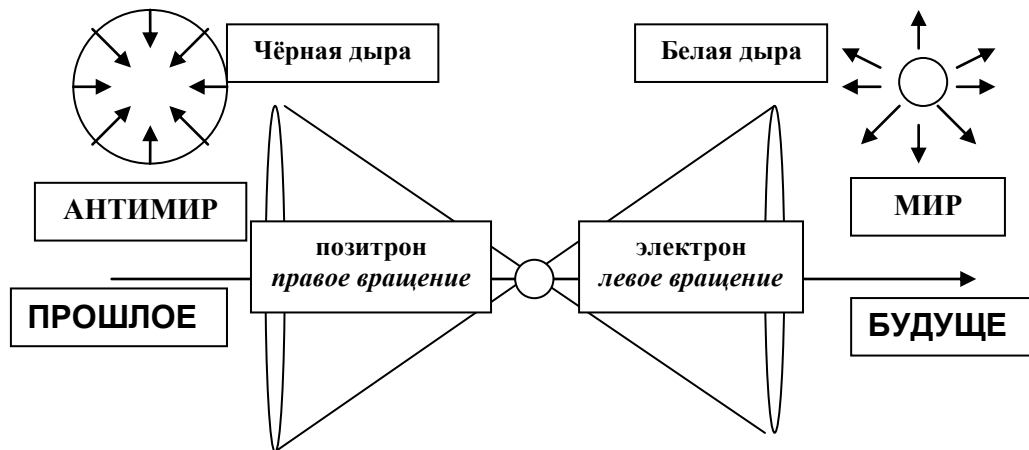 Чёрная дыра
Белая дыра
АНТИМИР
МИР
позитрон
правое вращение
электрон
левое вращение
ПРОШЛОЕ
БУДУЩЕ